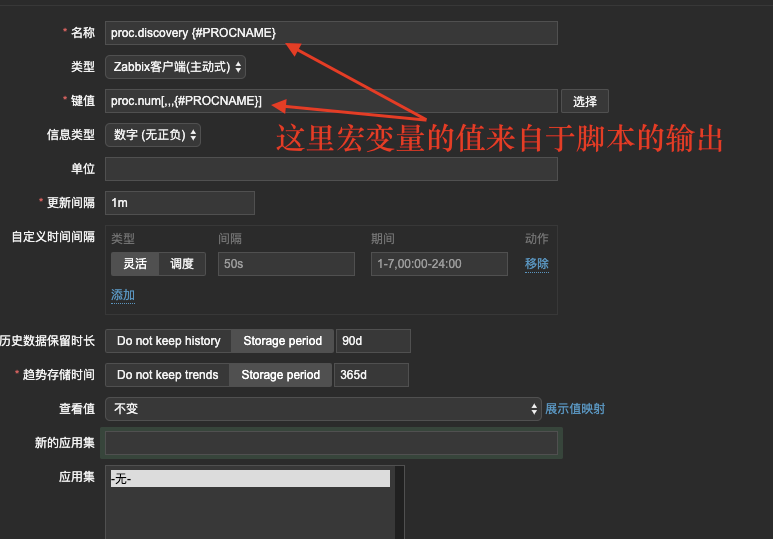 * 名称 proc.discovery {#PROCNAME}
类型 Zabbix客户端(主动式)
* 键值 proc.num[,,,{#PROCNAME}] 选择
这里宏变量的值来自于脚本的输出
信息类型 数字 (无正负)
单位
* 更新间隔 1m
自定义时间间隔 类型 间隔 期间 动作
灵活 调度 50s 1-7,00:00-24:00 移除
添加
历史数据保留时长 Do not keep history Storage period 90d
* 趋势存储时间 Do not keep trends Storage period 365d
查看值 不变 展示值映射
新的应用集
应用集 -无-